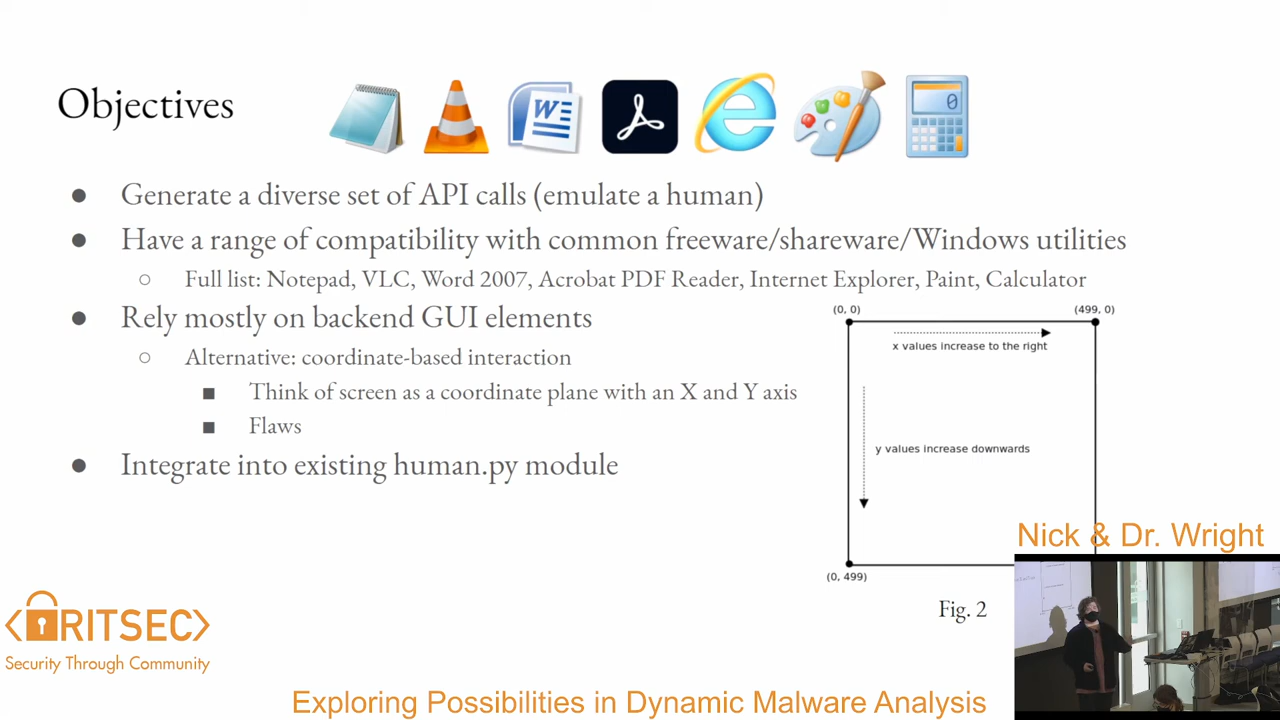 Objectives
0
Generate a diverse set of API calls (emulate a human)
Have a range of compatibility with common freeware/shareware/Windows utilities
Full list: Notepad, VLC, Word 2007, Acrobat PDF Reader, Internet Explorer, Paint, Calculator
Rely mostly on backend GUI elements
Alternative: coordinate-based interaction
Think of screen as a coordinate plane with an X and Y axis
Flaws
Integrate into existing human.py module
(0, 0)
(499, 0)
x values increase to the right
y values increase downwards
(0, 499)
Fig. 2
Nick & Dr. Wright
RITSEC
Security Through Community
Exploring Possibilities in Dynamic Malware Analysis